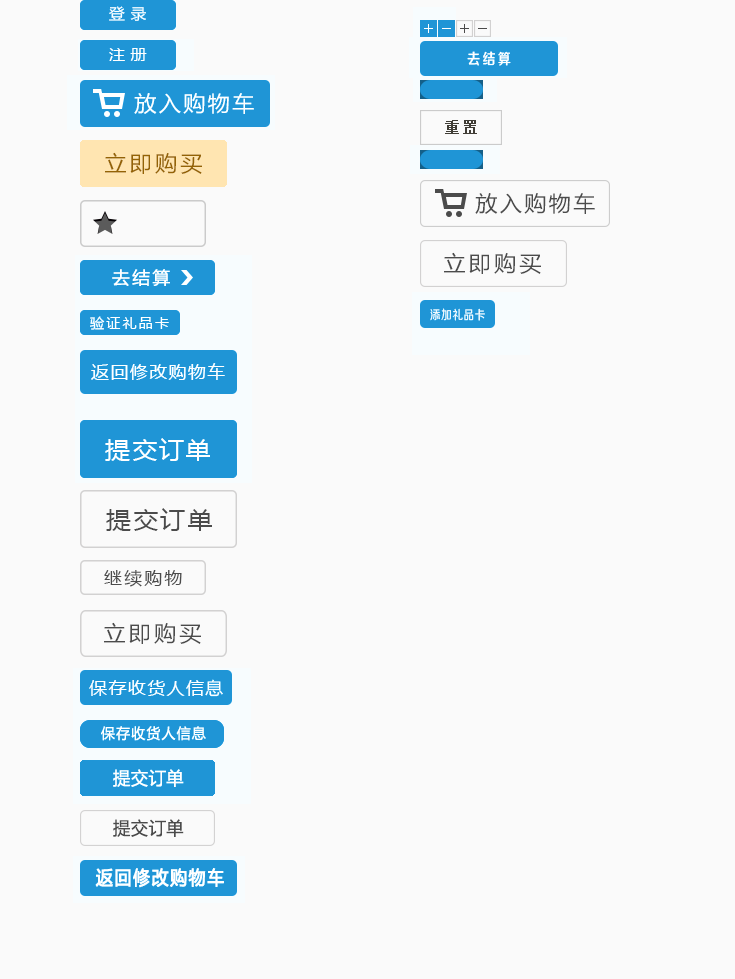 登录
注册
放入购物车
立即购买
去结算
验证礼品卡
返回修改购物车
提交订单
提交订单
继续购物
立即购买
保存收货人信息
保存收货人信息
提交订单
提交订单
返回修改购物车
去结算
重置
放入购物车
立即购买
添加礼品卡